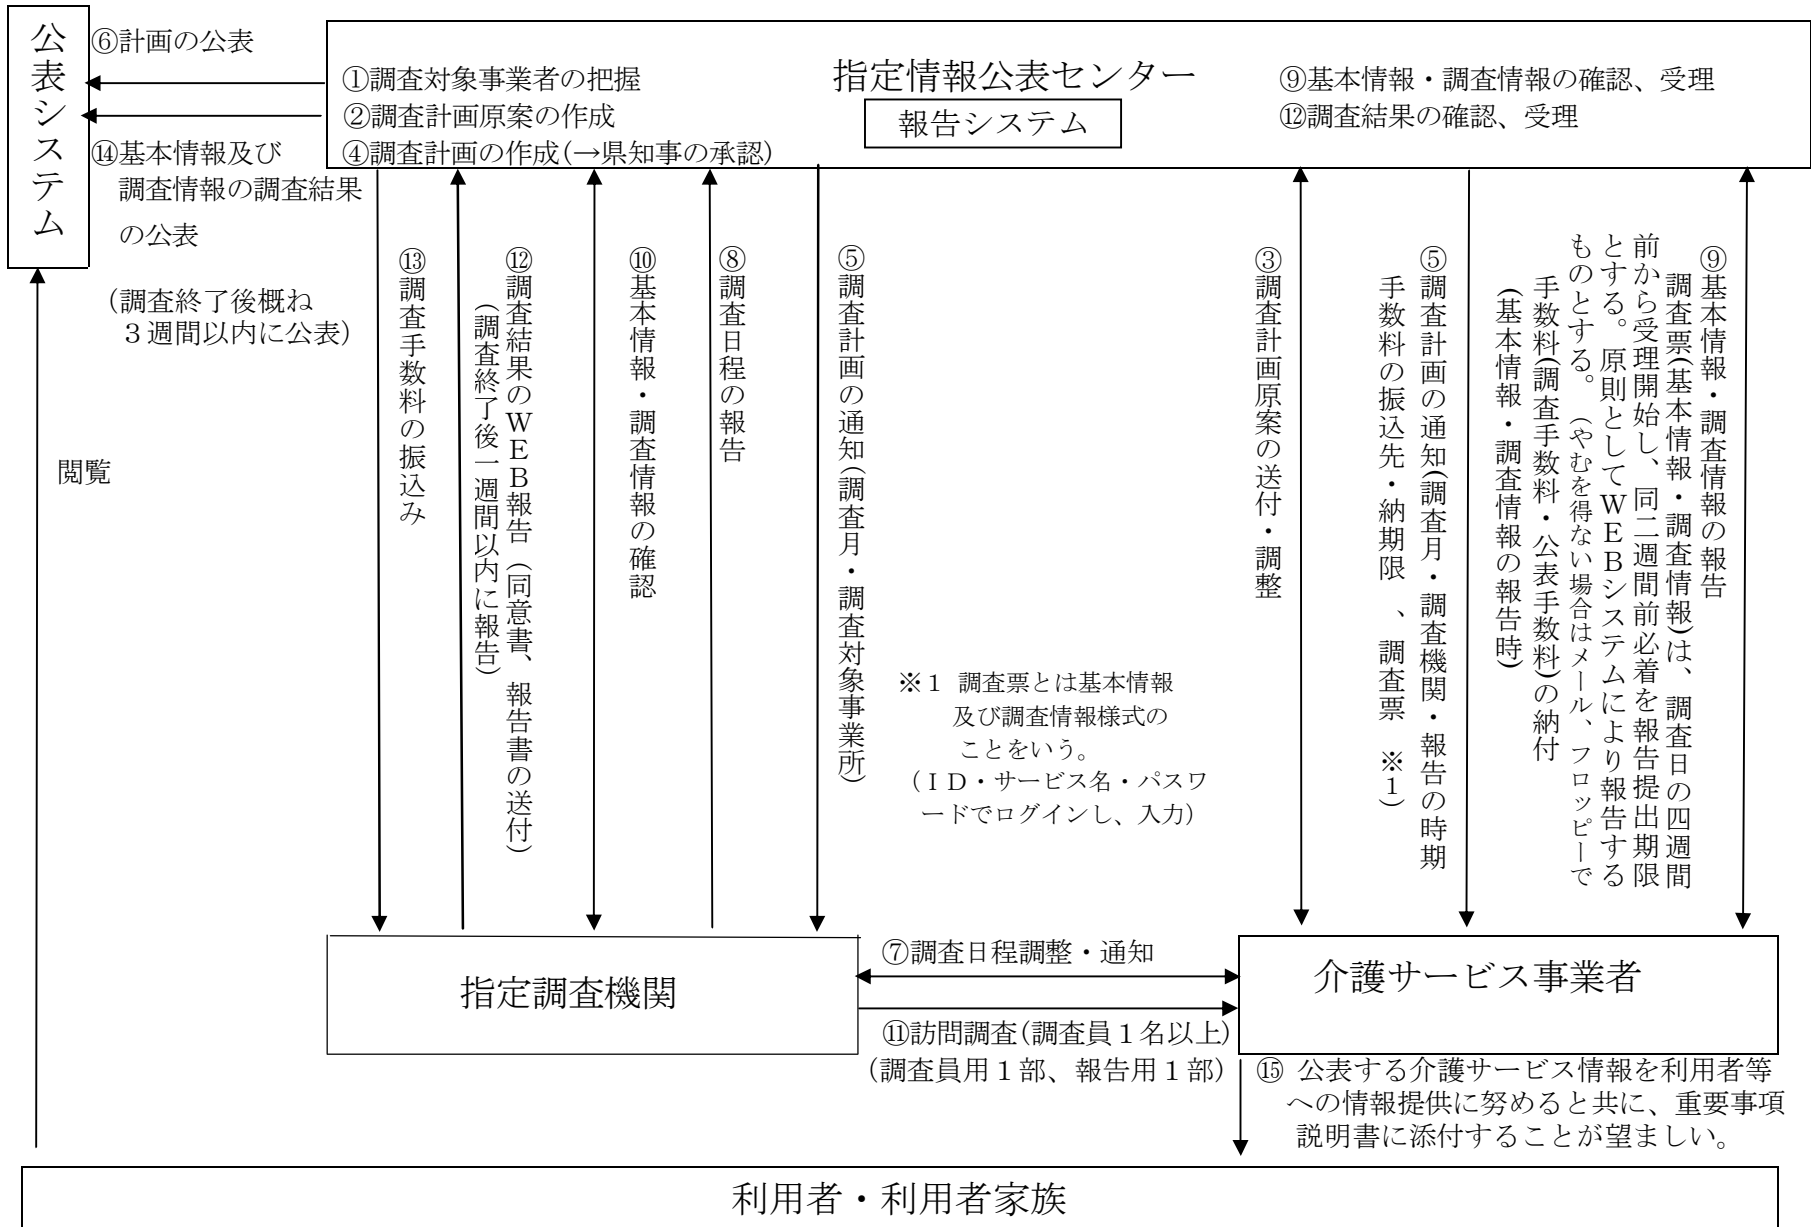 公表システム
⑥計画の公表
⑭基本情報及び
調査情報の調査結果
の公表
(調査終了後概ね
３週間以内に公表)
閲覧
指定情報公表センター
報告システム
①調査対象事業者の把握
②調査計画原案の作成
④調査計画の作成(→県知事の承認)
⑨基本情報・調査情報の確認、受理
⑫調査結果の確認、受理
⑬調査手数料の振込み
⑫調査結果のＷＥＢ報告（同意書、報告書の送付）
(調査終了後一週間以内に報告)
⑩基本情報・調査情報の確認
⑧調査日程の報告
⑤調査計画の通知(調査月・調査対象事業所)
※１ 調査票とは基本情報
及び調査情報様式の
ことをいう。
(ＩＤ・サービス名・パスワ
ードでログインし、入力)
③調査計画原案の送付・調整
⑤調査計画の通知(調査月・調査機関・報告の時期
手数料の振込先・納期限 、調査票 ※１)
⑨基本情報・調査情報の報告
調査票(基本情報・調査情報)は、調査日の四週間
前から受理開始し、同二週間前必着を報告提出期限
とする。原則としてＷＥＢシステムにより報告する
ものとする。（やむを得ない場合はメール、フロッピーで
手数料(調査手数料・公表手数料)の納付
(基本情報・調査情報の報告時)
指定調査機関
⑦調査日程調整・通知
⑪訪問調査(調査員１名以上)
(調査員用１部、報告用１部)
介護サービス事業者
⑮ 公表する介護サービス情報を利用者等
への情報提供に努めると共に、重要事項
説明書に添付することが望ましい。
利用者・利用者家族